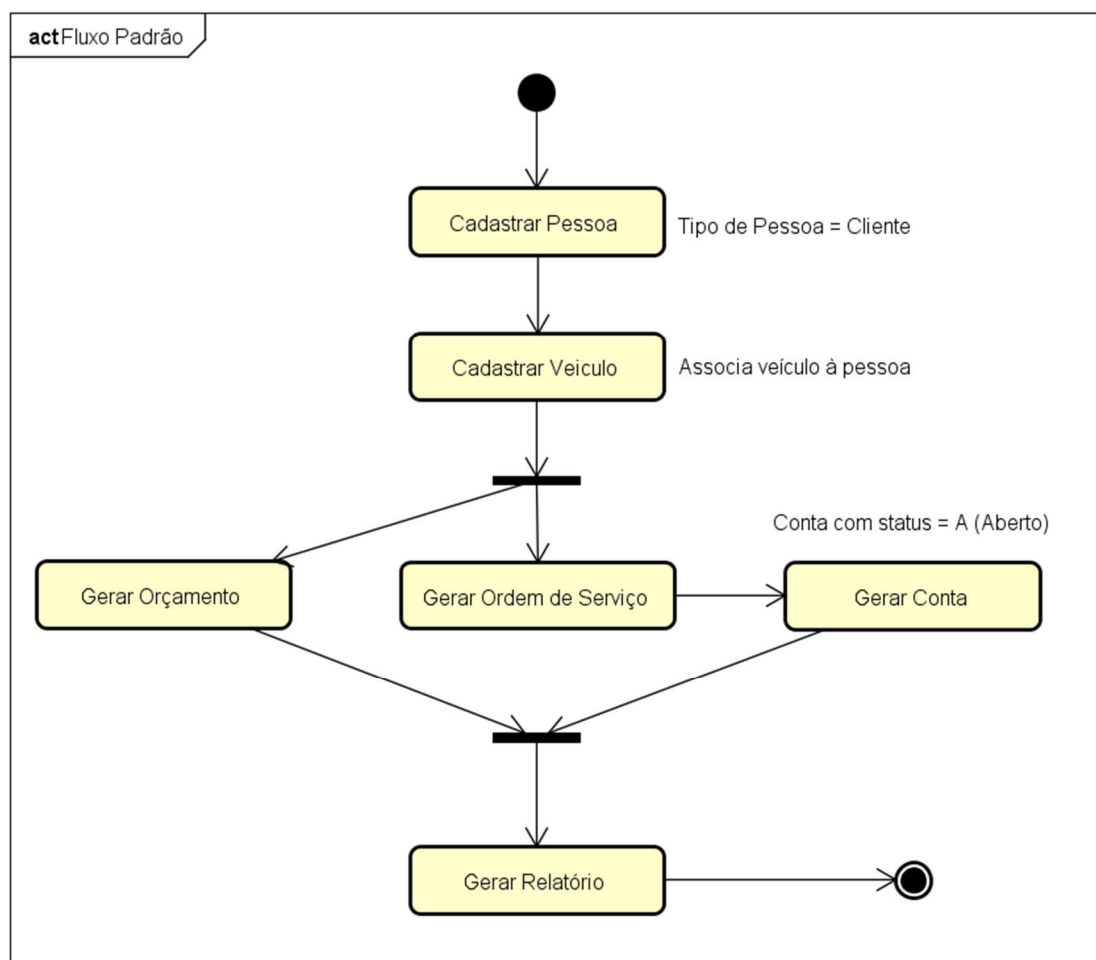 act Fluxo Padrão
Cadastrar Pessoa
Tipo de Pessoa = Cliente
Cadastrar Veiculo
Associa veículo à pessoa
Conta com status = A (Aberto)
Gerar Orçamento
Gerar Ordem de Serviço
Gerar Conta
Gerar Relatório